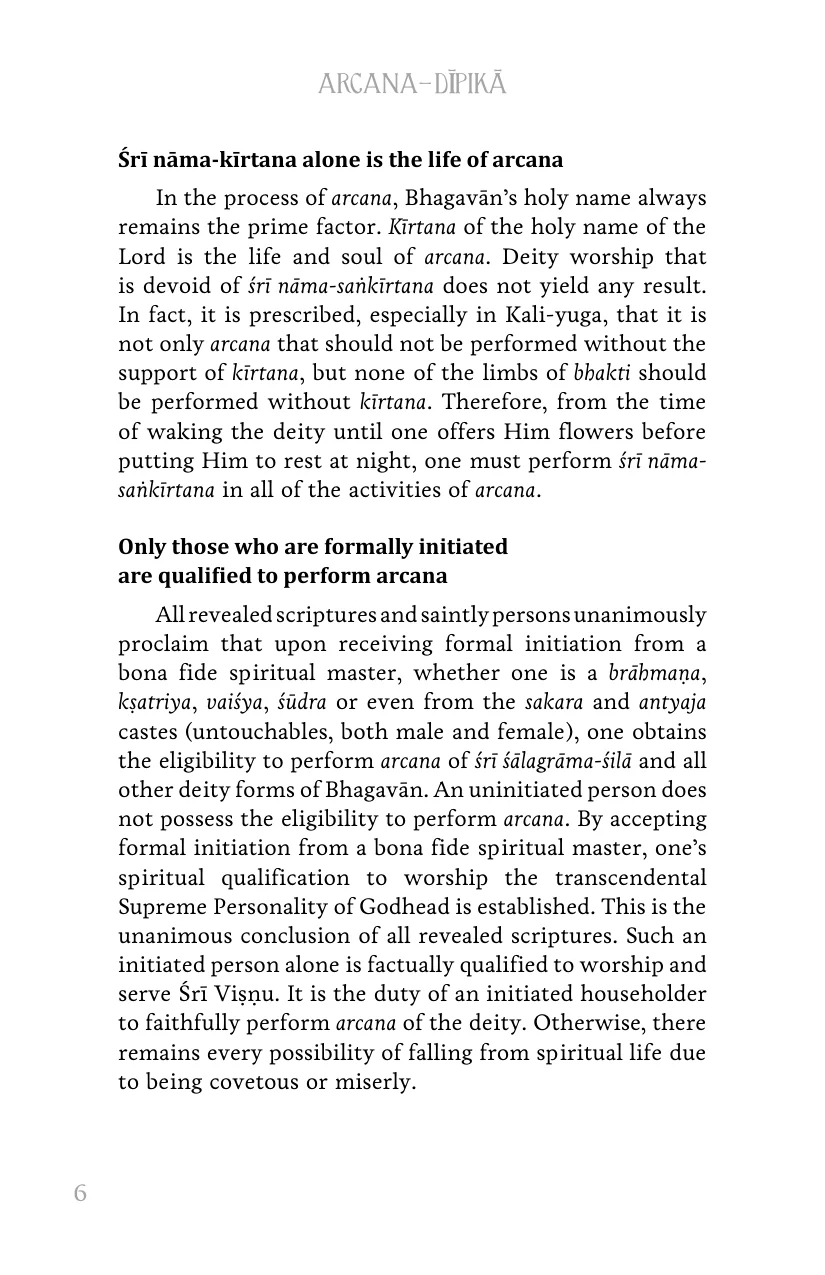 ARCANA–DĪPIKĀ
Śrī nāma-kīrtana alone is the life of arcana
In the process of arcana, Bhagavān’s holy name always
remains the prime factor. Kīrtana of the holy name of the
Lord is the life and soul of arcana. Deity worship that
is devoid of śrī nāma-saṅkīrtana does not yield any result.
In fact, it is prescribed, especially in Kali-yuga, that it is
not only arcana that should not be performed without the
support of kīrtana, but none of the limbs of bhakti should
be performed without kīrtana. Therefore, from the time
of waking the deity until one offers Him flowers before
putting Him to rest at night, one must perform śrī nāma-
saṅkīrtana in all of the activities of arcana.
Only those who are formally initiated
are qualified to perform arcana
All revealed scriptures and saintly persons unanimously
proclaim that upon receiving formal initiation from a
bona fide spiritual master, whether one is a brāhmaṇa,
kṣatriya, vaiśya, śūdra or even from the sakara and antyaja
castes (untouchables, both male and female), one obtains
the eligibility to perform arcana of śrī śālagrāma-śilā and all
other deity forms of Bhagavān. An uninitiated person does
not possess the eligibility to perform arcana. By accepting
formal initiation from a bona fide spiritual master, one’s
spiritual qualification to worship the transcendental
Supreme Personality of Godhead is established. This is the
unanimous conclusion of all revealed scriptures. Such an
initiated person alone is factually qualified to worship and
serve Śrī Viṣṇu. It is the duty of an initiated householder
to faithfully perform arcana of the deity. Otherwise, there
remains every possibility of falling from spiritual life due
to being covetous or miserly.
6